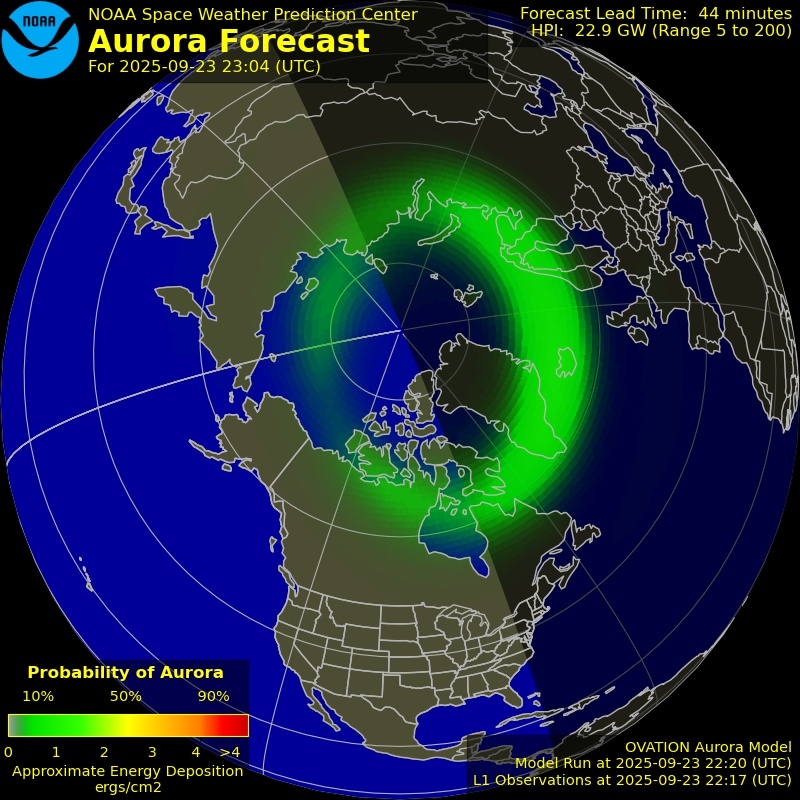 NOAA
NOAA Space Weather Prediction Center
Aurora Forecast
For 2025-09-23 23:04 (UTC)
Forecast Lead Time: 44 minutes
HPI: 22.9 GW (Range 5 to 200)
Probability of Aurora
10% 50% 90%
0 1 2 3 4 >4
Approximate Energy Deposition
ergs/cm2
OVATION Aurora Model
Model Run at 2025-09-23 22:20 (UTC)
L1 Observations at 2025-09-23 22:17 (UTC)